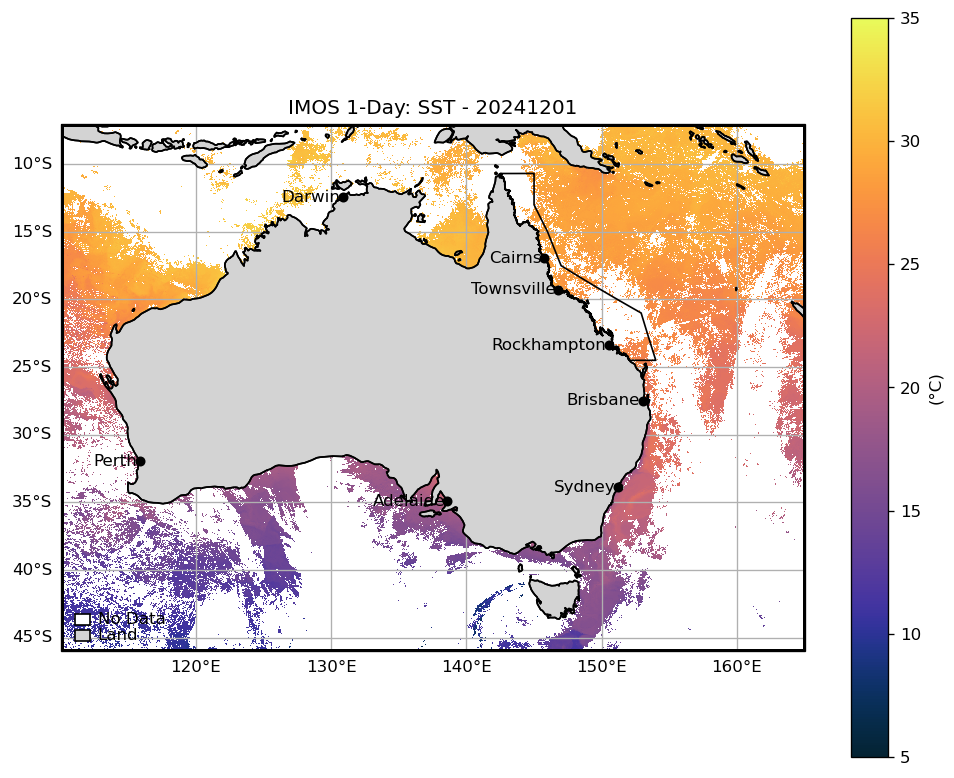 IMOS 1-Day: SST - 20241201
35
30
25
20
15
10
5
(°C)
10°S
15°S
20°S
25°S
30°S
35°S
40°S
45°S
Darwin
Cairns
Townsville
Rockhampton
Brisbane
Perth
Sydney
Adelaide
No Data
Land
120°E
130°E
140°E
150°E
160°E